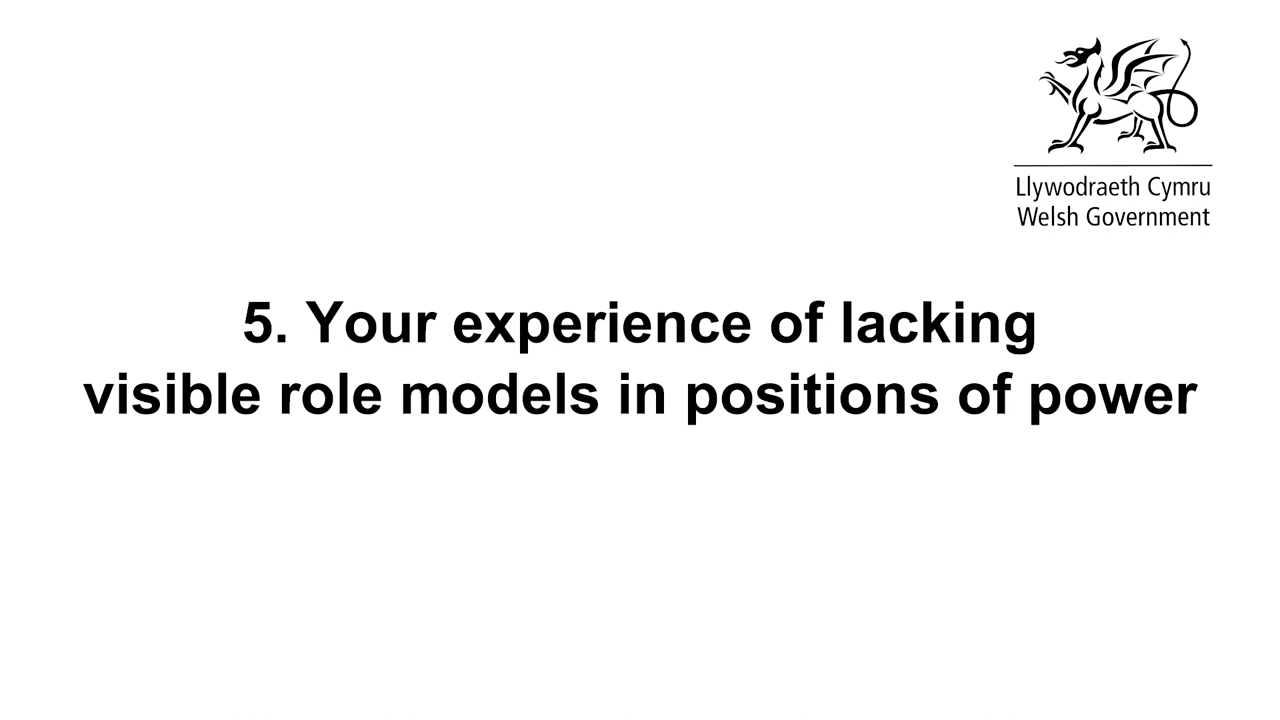 Llywodraeth Cymru
Welsh Government
5. Your experience of lacking
visible role models in positions of power